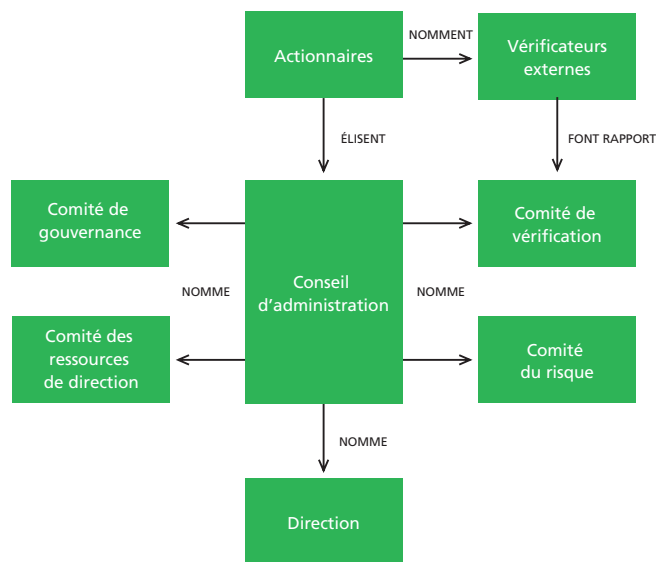 Actionnaires
NOMMENT
Vérificateurs
externes
ÉLISENT
FONT RAPPORT
Comité de
gouvernance
Comité de
vérification
Conseil
d'administration
NOMME
NOMME
Comité des
ressources
de direction
Comité
du risque
NOMME
Direction